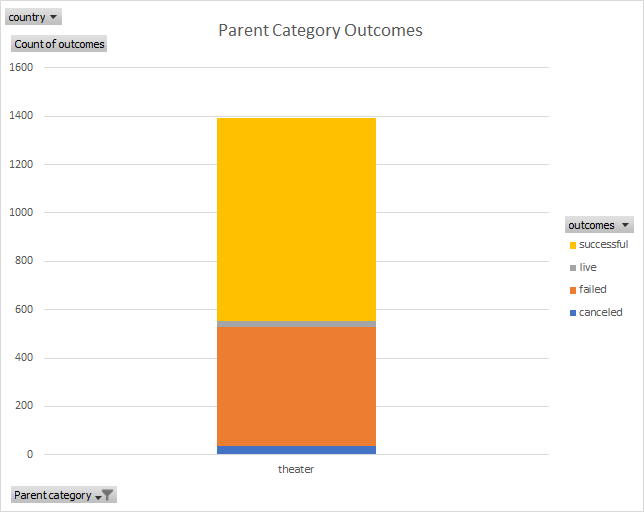 country
Parent Category Outcomes
Count of outcomes
1600
1400
1200
1000
800
600
400
200
0
theater
outcomes
successful
live
failed
canceled
Parent category